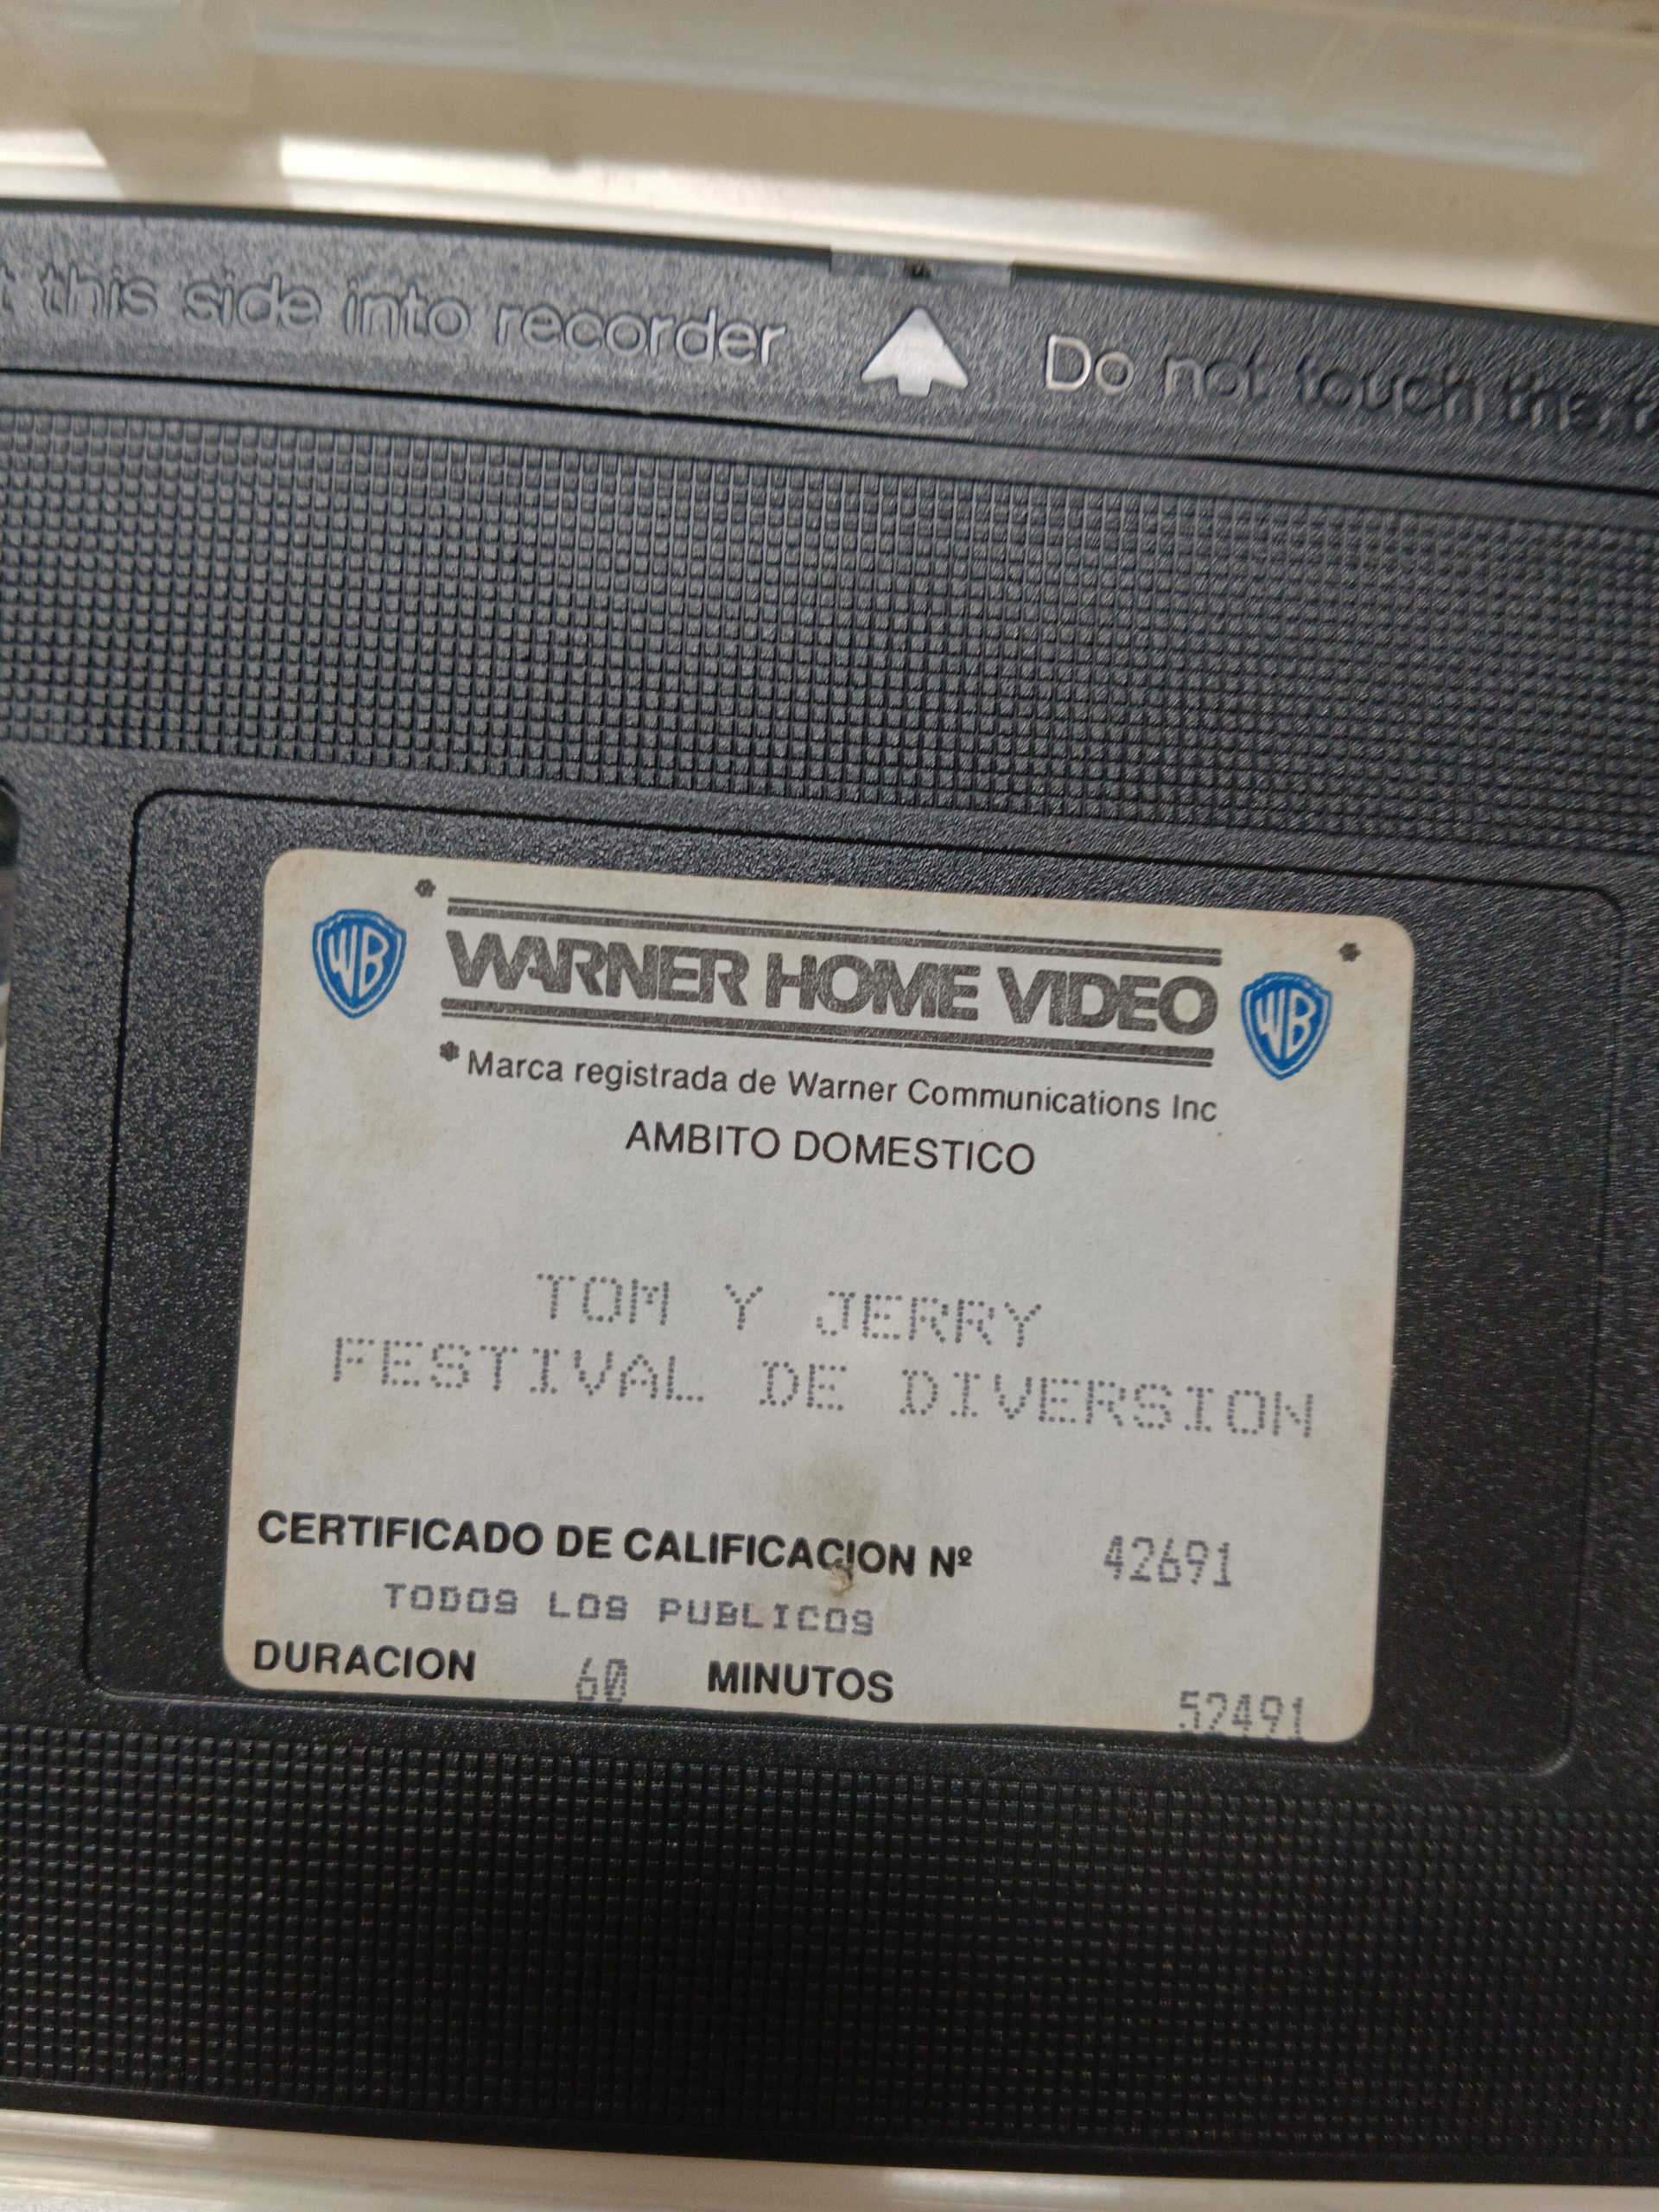 this side into recorder Do not touch the
WB WARNER HOME VIDEO WB
* Marca registrada de Warner Communications Inc
AMBITO DOMESTICO
TOM Y JERRY
FESTIVAL DE DIVERSION
CERTIFICADO DE CALIFICACION Nº 42691
TODOS LOS PUBLICOS
DURACION 60 MINUTOS
52491